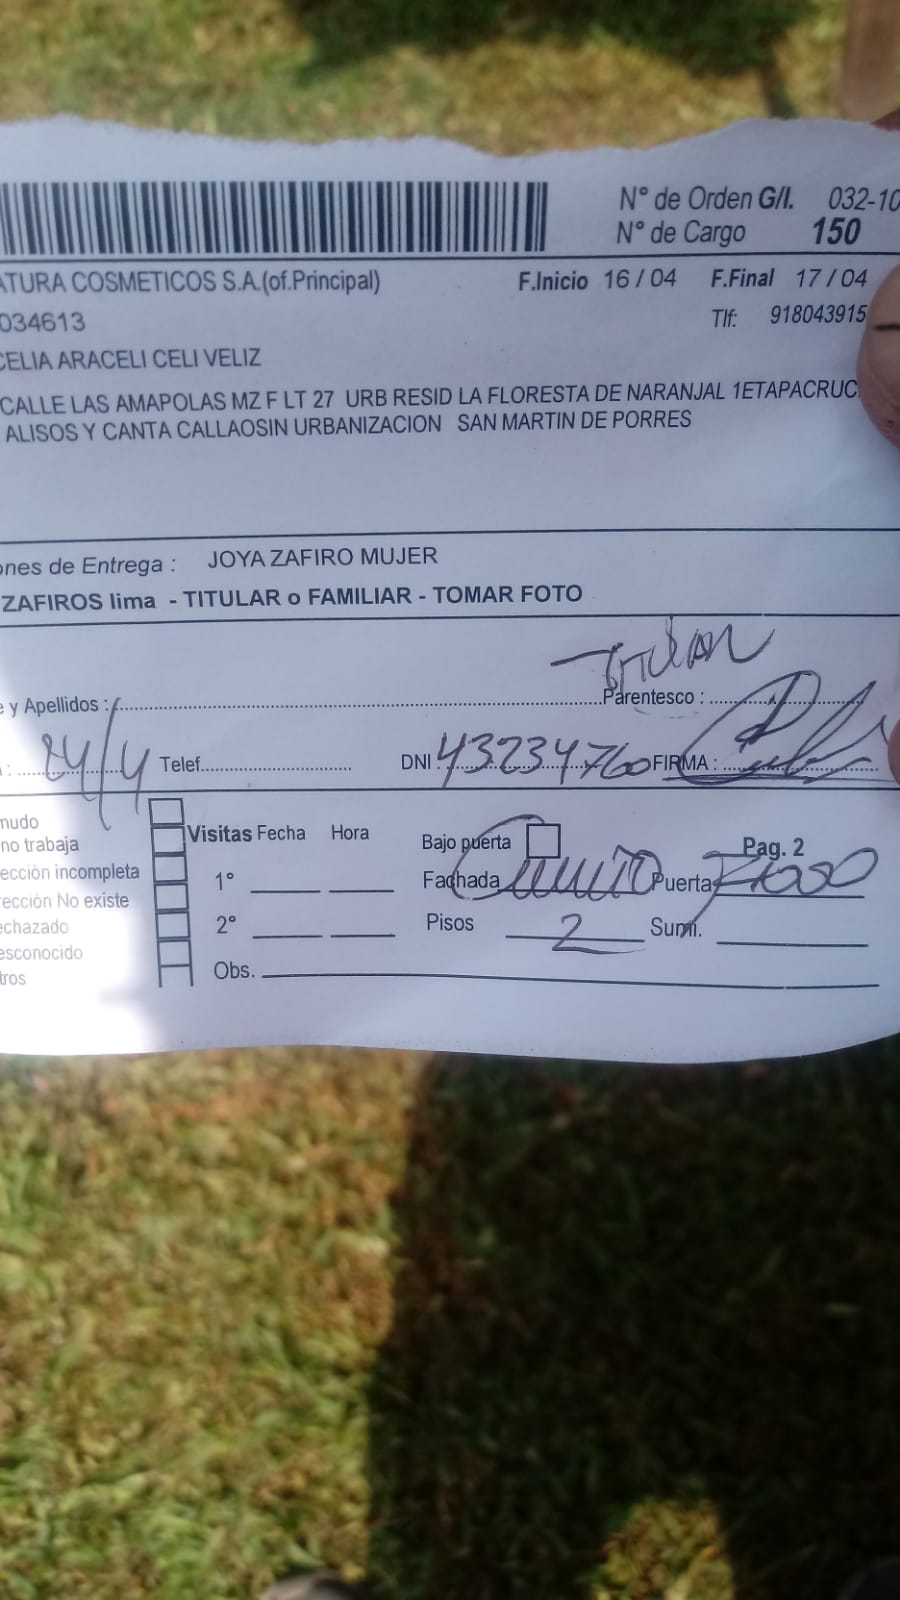 N° de Orden G/I. 032-10
N° de Cargo 150
ATURA COSMETICOS S.A.(of.Principal) F.Inicio 16 / 04 F.Final 17 / 04
034613 Tlf: 918043915
CELIA ARACELI CELI VELIZ
CALLE LAS AMAPOLAS MZ F LT 27 URB RESID LA FLORESTA DE NARANJAL 1ETAPACRUC
ALISOS Y CANTA CALLAOSIN URBANIZACION SAN MARTIN DE PORRES
ones de Entrega : JOYA ZAFIRO MUJER
ZAFIROS lima - TITULAR o FAMILIAR - TOMAR FOTO
e y Apellidos : Parentesco :
24/4 Telef. DNI 43234760 FIRMA :
mudo
no trabaja
ección incompleta
rección No existe
echazado
esconocido
tros
Visitas Fecha Hora Bajo puerta Pag. 2
1° Fachada Puerta
2° Pisos 2 Sumi.
Obs.